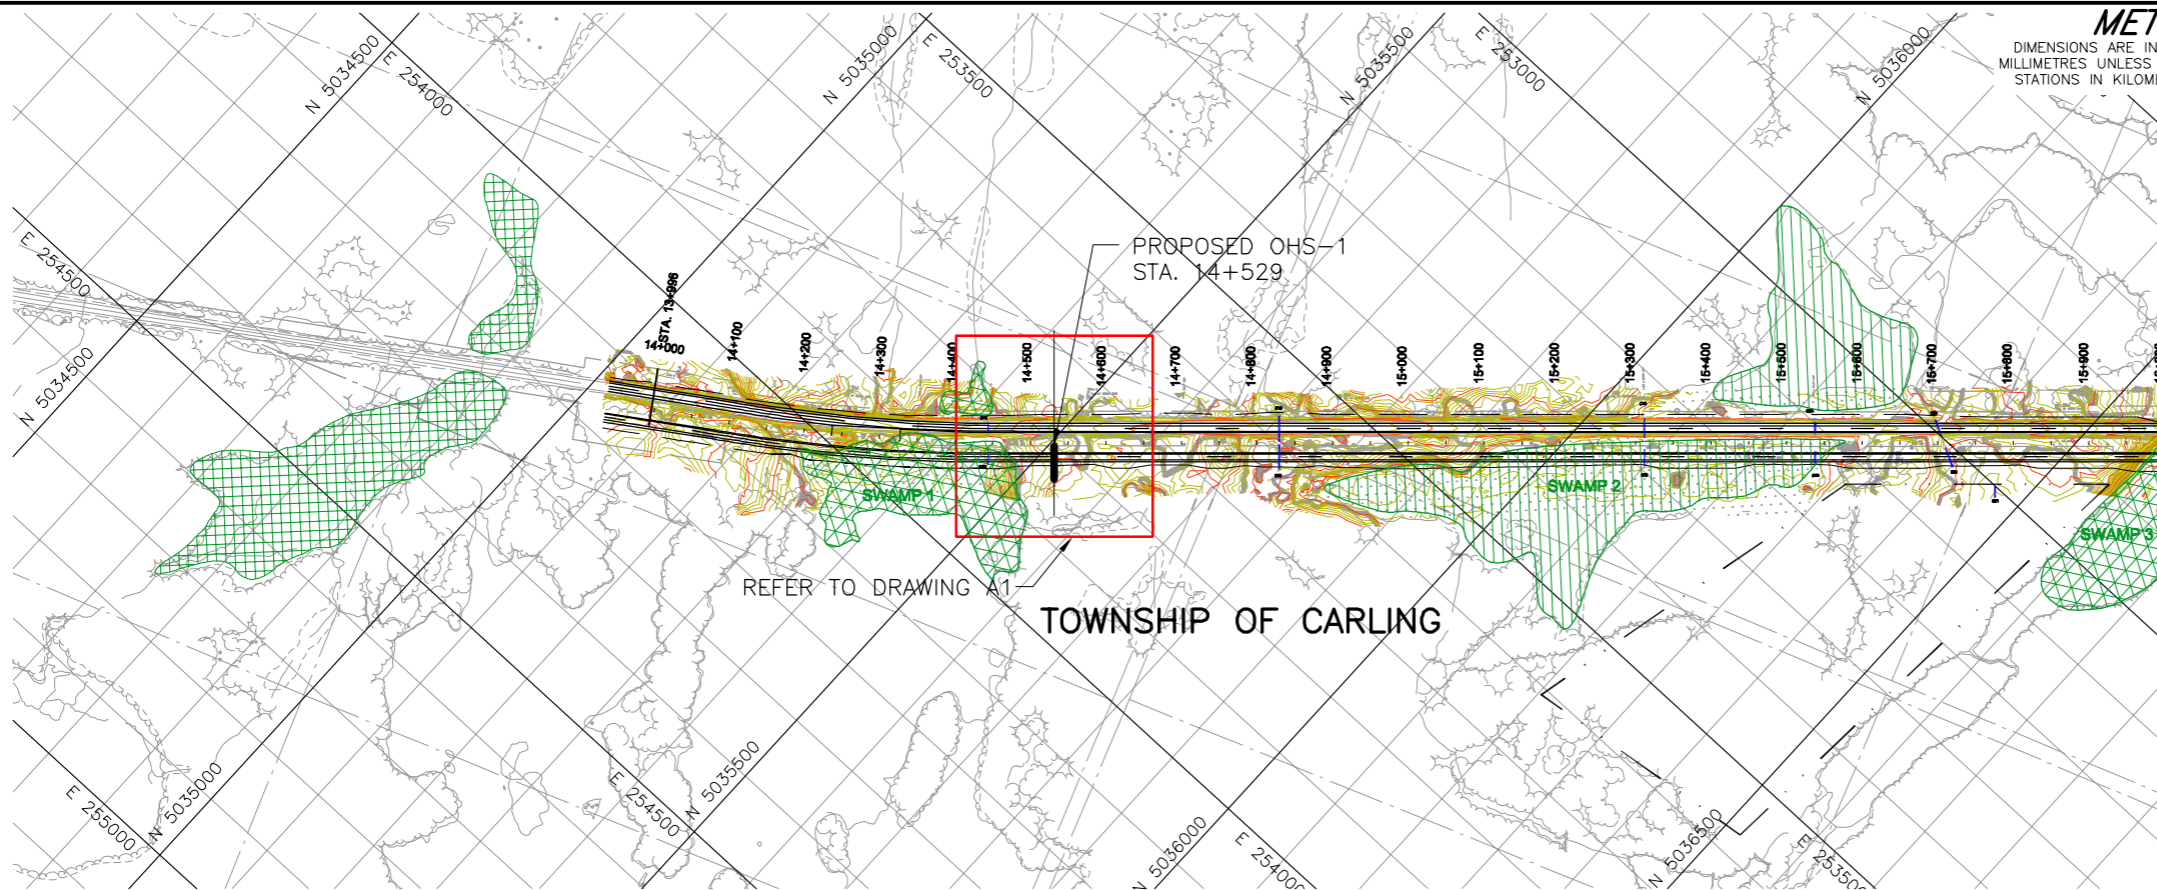 MET
DIMENSIONS ARE IN
MILLIMETRES UNLESS
STATIONS IN KILOM
N 5034500
E 254000
N 5035000
E 253500
N 5035500
E 253000
N 5036000
E 254500
N 5034500
PROPOSED OHS-1
STA. 14+529
STA. 13+996
14+000
14+100
14+200
14+300
14+400
14+500
14+600
14+700
14+800
14+900
15+000
15+100
15+200
15+300
15+400
15+500
15+600
15+700
15+800
15+900
SWAMP 1
SWAMP 2
SWAMP 3
REFER TO DRAWING A1
TOWNSHIP OF CARLING
E 255000
N 5035000
E 254500
N 5035500
N 5036000
E 254000
N 5036500
E 253500